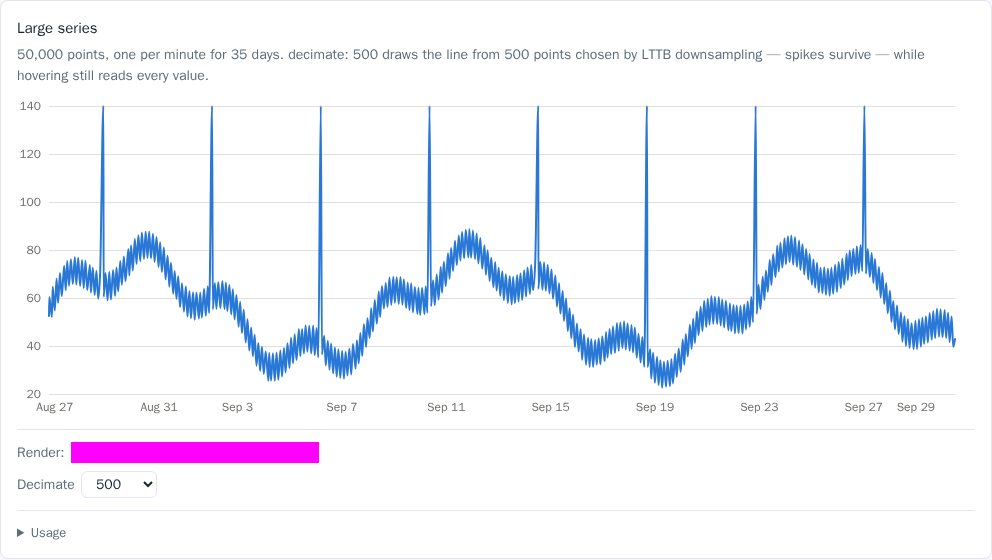 Large series
50,000 points, one per minute for 35 days. decimate: 500 draws the line from 500 points chosen by LTTB downsampling — spikes survive — while
hovering still reads every value.
140
120
100
80
60
40
20
Aug 27 Aug 31 Sep 3 Sep 7 Sep 11 Sep 15 Sep 19 Sep 23 Sep 27 Sep 29
Render:
Decimate 500
Usage